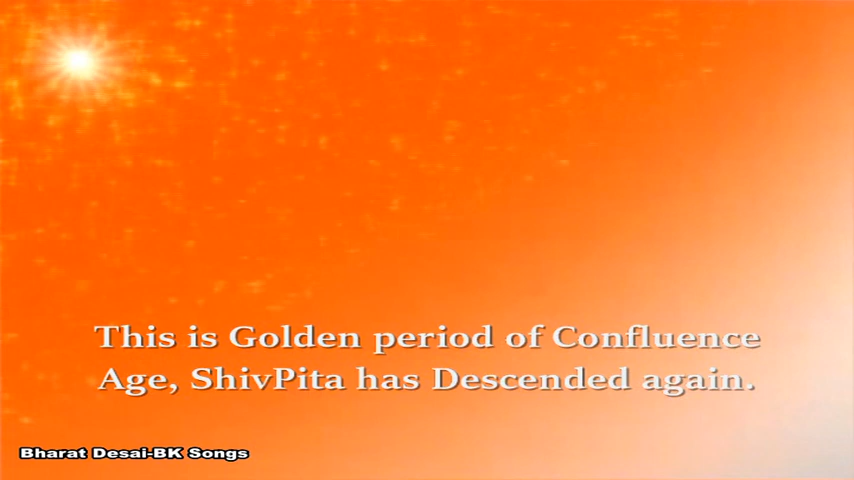 This is Golden period of Confluence
Age, ShivPita has Descended again.
Bharat Desai-BK Songs